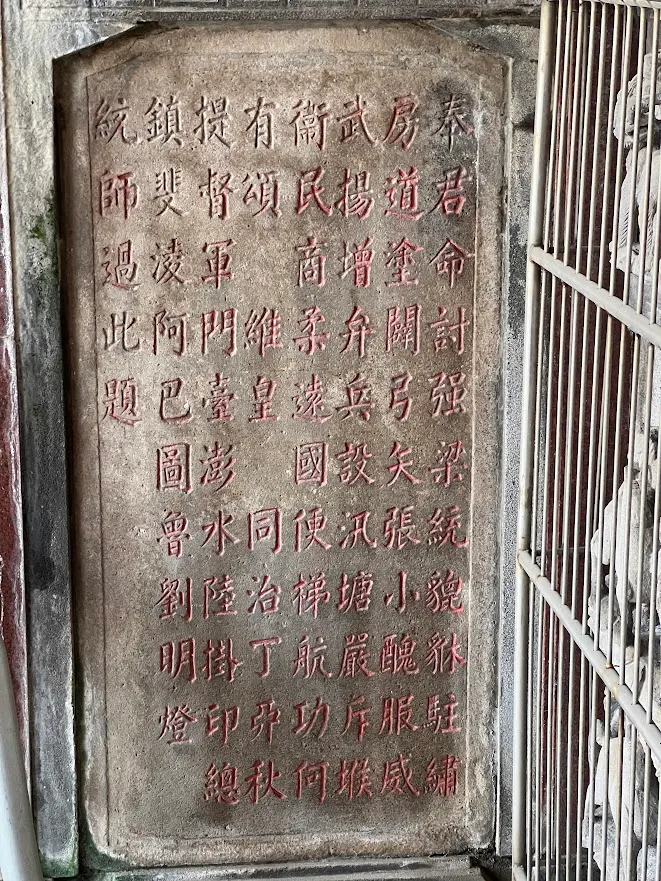 奉君命討强梁統貔貅駐繡
房道塗闢弓矢張小醜服威
武揚增弁兵設汛塘嚴斥堠
衞民商柔遠國便梯航功何
有頌維皇同治丁卯秋
提督軍門臺澎水陸掛印總
鎮斐淩阿巴圖魯劉明燈
統師過此題